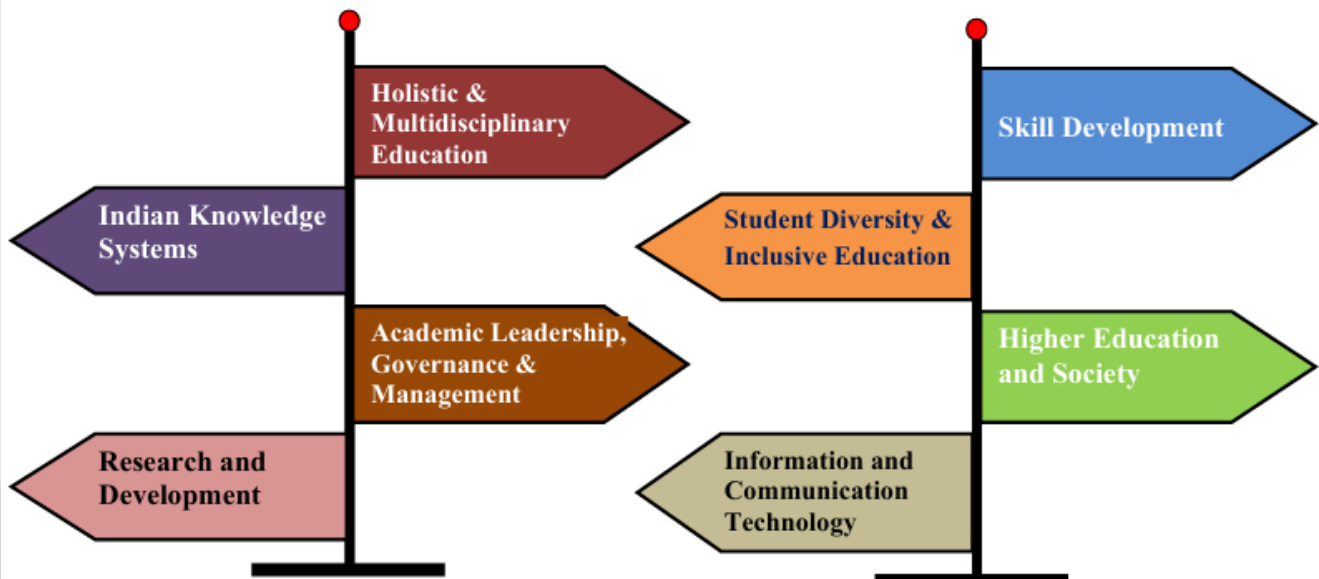 Holistic &
Multidisciplinary
Education
Indian Knowledge
Systems
Academic Leadership,
Governance &
Management
Research and
Development
Skill Development
Student Diversity &
Inclusive Education
Higher Education
and Society
Information and
Communication
Technology